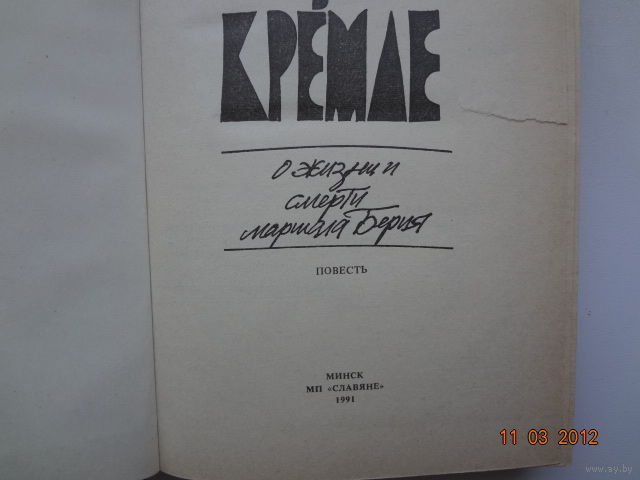 КРЕМЛЕ
о жизни и
смерти
маршала Берия
ПОВЕСТЬ
МИНСК
МП «СЛАВЯНЕ»
1991
11 03 2012
www.ay.by